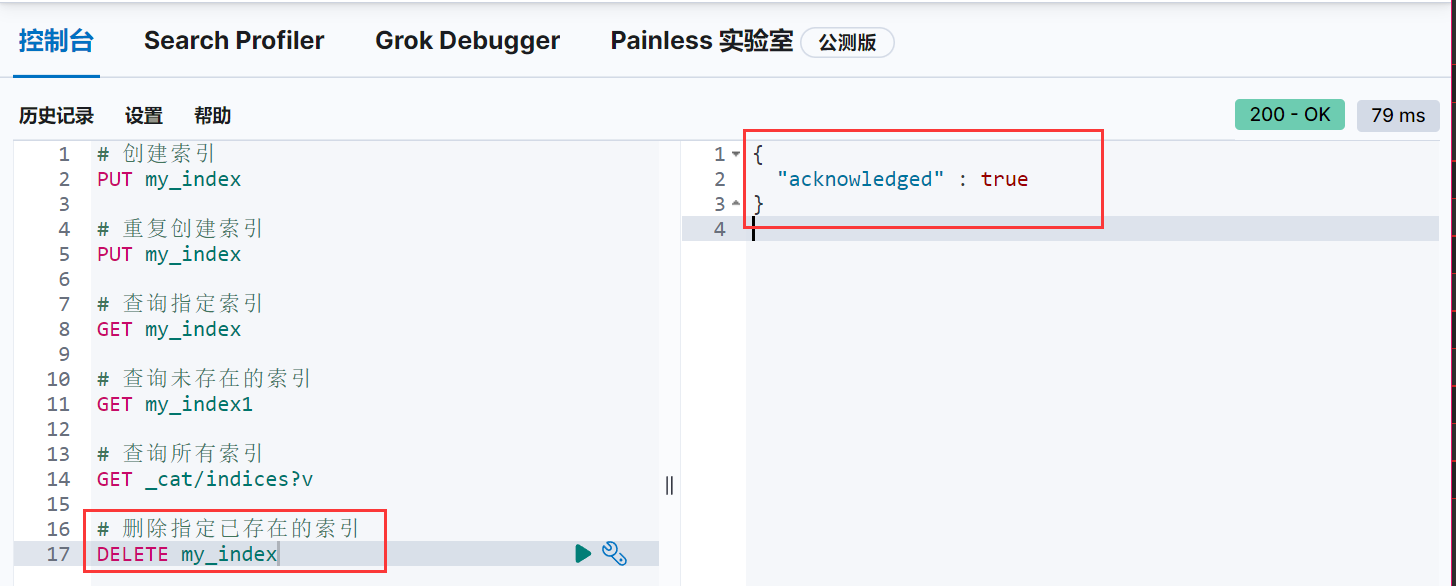 控制台 Search Profiler Grok Debugger Painless 实验室 公测版
历史记录 设置 帮助 200 - OK 79 ms
1 # 创建索引
2 PUT my_index
3
4 # 重复创建索引
5 PUT my_index
6
7 # 查询指定索引
8 GET my_index
9
10 # 查询未存在的索引
11 GET my_index1
12
13 # 查询所有索引
14 GET _cat/indices?v
15
16 # 删除指定已存在的索引
17 DELETE my_index
1 {
2 "acknowledged" : true
3 }
4